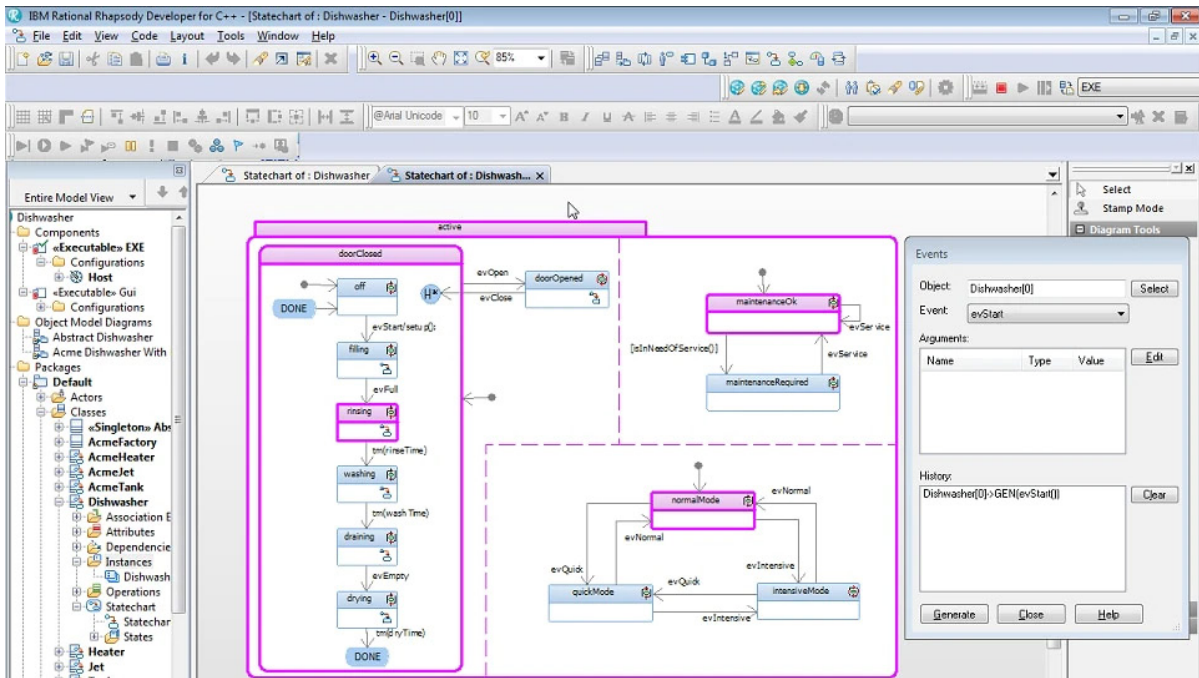 IBM Rational Rhapsody Developer for C++ - [Statechart of : Dishwasher - Dishwasher[0]]
File Edit View Code Layout Tools Window Help
85%
EXE
@Arial Unicode 10
Entire Model View
Statechart of : Dishwasher
Statechart of : Dishwash... x
Select
Stamp Mode
Diagram Tools
Dishwasher
Components
«Executable» EXE
Configurations
Host
«Executable» Gui
Configurations
Object Model Diagrams
Abstract Dishwasher
Acme Dishwasher With
Packages
Default
Actors
Classes
«Singleton» Abs
AcmeFactory
AcmeHeater
AcmeJet
AcmeTank
Dishwasher
Association E
Attributes
Dependencie
Instances
Dishwash
Operations
Statechart
Statechar
States
Heater
Jet
active
doorClosed
off
DONE
evStart/setup();
filling
evFull
rinsing
tm(rinseTime)
washing
tm(washTime)
draining
evEmpty
drying
tm(dryTime)
DONE
H*
evOpen
evClose
doorOpened
maintenanceOk
evService
[isInNeedOfService()]
evService
maintenanceRequired
normalMode
evNormal
evNormal
evQuick
evIntensive
quickMode
evQuick
intensiveMode
evIntensive
Events
Object: Dishwasher[0] Select
Event: evStart
Arguments:
Name Type Value
Edit
History:
Dishwasher[0]->GEN(evStart())
Clear
Generate Close Help